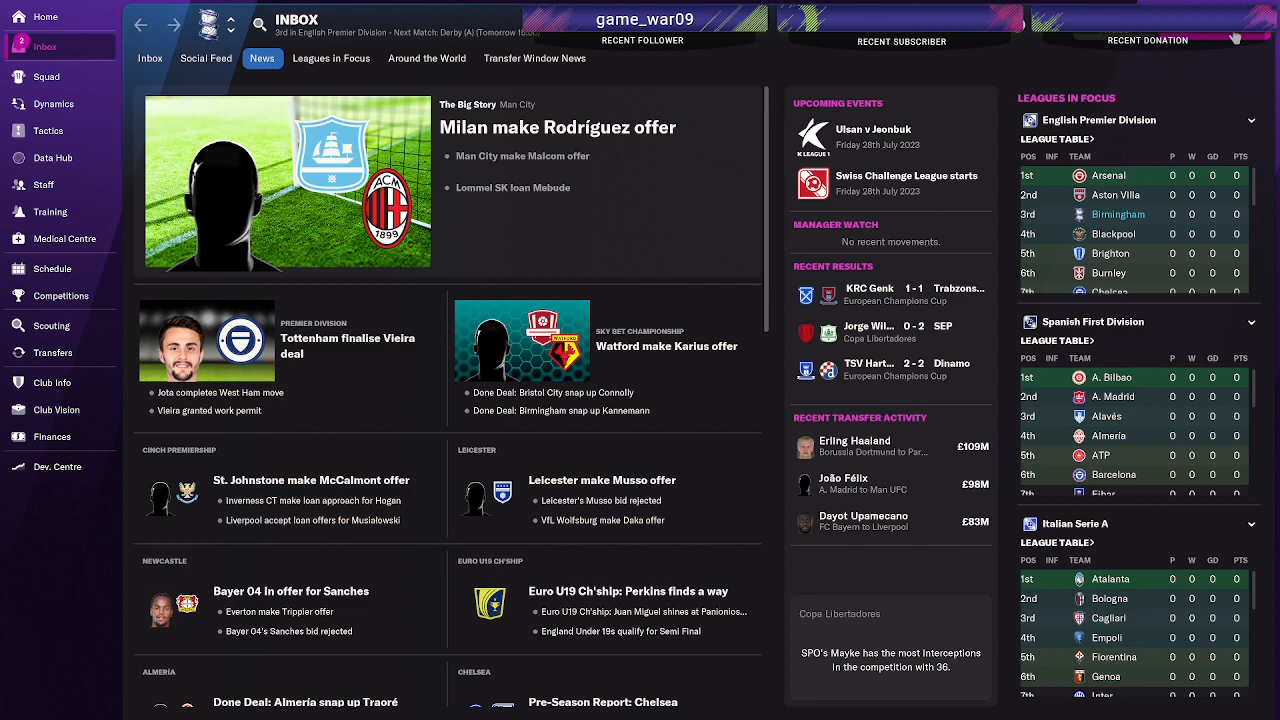 Home
2
Inbox
Squad
Dynamics
Tactics
Data Hub
Staff
Training
Medical Centre
Schedule
Competitions
Scouting
Transfers
Club Info
Club Vision
Finances
Dev. Centre
INBOX
3rd in English Premier Division - Next Match: Derby (A) (Tomorrow
game_war09
RECENT FOLLOWER
RECENT SUBSCRIBER
RECENT DONATION
Inbox
Social Feed
News
Leagues in Focus
Around the World
Transfer Window News
The Big Story Man City
Milan make Rodríguez offer
Man City make Malcom offer
Lommel SK loan Mebude
ACM
1899
PREMIER DIVISION
Tottenham finalise Vieira
deal
Jota completes West Ham move
Vieira granted work permit
SKY BET CHAMPIONSHIP
Watford make Karius offer
Done Deal: Bristol City snap up Connolly
Done Deal: Birmingham snap up Kannemann
CINCH PREMIERSHIP
St. Johnstone make McCalmont offer
Inverness CT make loan approach for Hogan
Liverpool accept loan offers for Musialowski
LEICESTER
Leicester make Musso offer
Leicester's Musso bid rejected
VfL Wolfsburg make Daka offer
NEWCASTLE
Bayer 04 in offer for Sanches
Everton make Trippier offer
Bayer 04's Sanches bid rejected
EURO U19 CH'SHIP
Euro U19 Ch'ship: Perkins finds a way
Euro U19 Ch'ship: Juan Miguel shines at Panionios...
England Under 19s qualify for Semi Final
ALMERÍA
Done Deal: Almería snap up Traoré
CHELSEA
Pre-Season Report: Chelsea
UPCOMING EVENTS
K LEAGUE 1
Ulsan v Jeonbuk
Friday 28th July 2023
Swiss Challenge League starts
Friday 28th July 2023
MANAGER WATCH
No recent movements.
RECENT RESULTS
KRC Genk 1 - 1 Trabzons...
European Champions Cup
Jorge Wil... 0 - 2 SEP
Copa Libertadores
TSV Hart... 2 - 2 Dinamo
European Champions Cup
RECENT TRANSFER ACTIVITY
Erling Haaland
Borussia Dortmund to Par...
£109M
João Félix
A. Madrid to Man UFC
£98M
Dayot Upamecano
FC Bayern to Liverpool
£83M
Copa Libertadores
SPO's Mayke has the most Interceptions
in the competition with 36.
LEAGUES IN FOCUS
English Premier Division
LEAGUE TABLE>
POS INF TEAM P W GD PTS
1st Arsenal 0 0 0 0
2nd Aston Villa 0 0 0 0
3rd Birmingham 0 0 0 0
4th Blackpool 0 0 0 0
5th Brighton 0 0 0 0
6th Burnley 0 0 0 0
7th Chelsea 0 0 0 0
Spanish First Division
LEAGUE TABLE>
POS INF TEAM P W GD PTS
1st A. Bilbao 0 0 0 0
2nd A. Madrid 0 0 0 0
3rd Alavés 0 0 0 0
4th Almería 0 0 0 0
5th ATP 0 0 0 0
6th Barcelona 0 0 0 0
7th Eibar 0 0 0 0
Italian Serie A
LEAGUE TABLE>
POS INF TEAM P W GD PTS
1st Atalanta 0 0 0 0
2nd Bologna 0 0 0 0
3rd Cagliari 0 0 0 0
4th Empoli 0 0 0 0
5th Fiorentina 0 0 0 0
6th Genoa 0 0 0 0